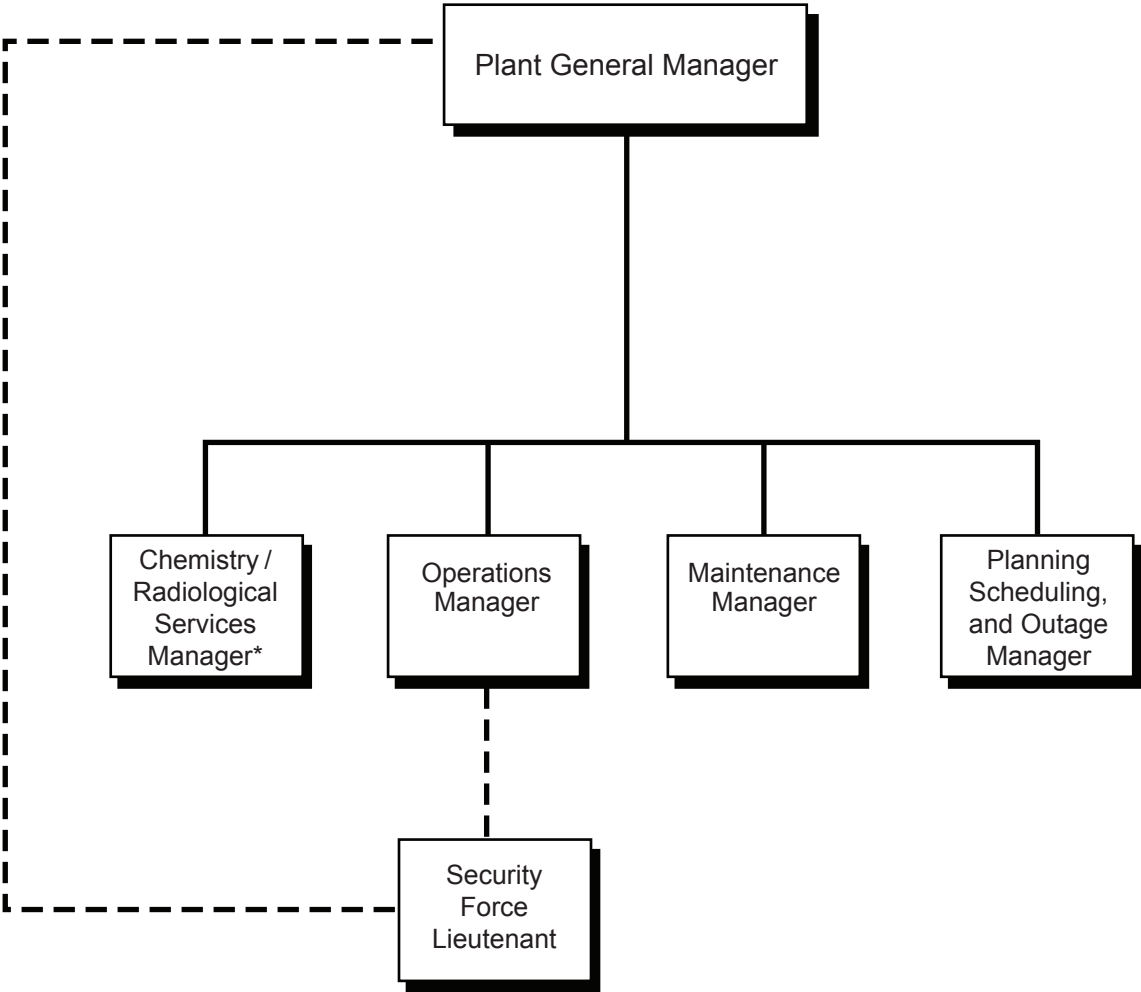 Plant General Manager
Chemistry /
Radiological
Services
Manager*
Operations
Manager
Maintenance
Manager
Planning
Scheduling,
and Outage
Manager
Security
Force
Lieutenant